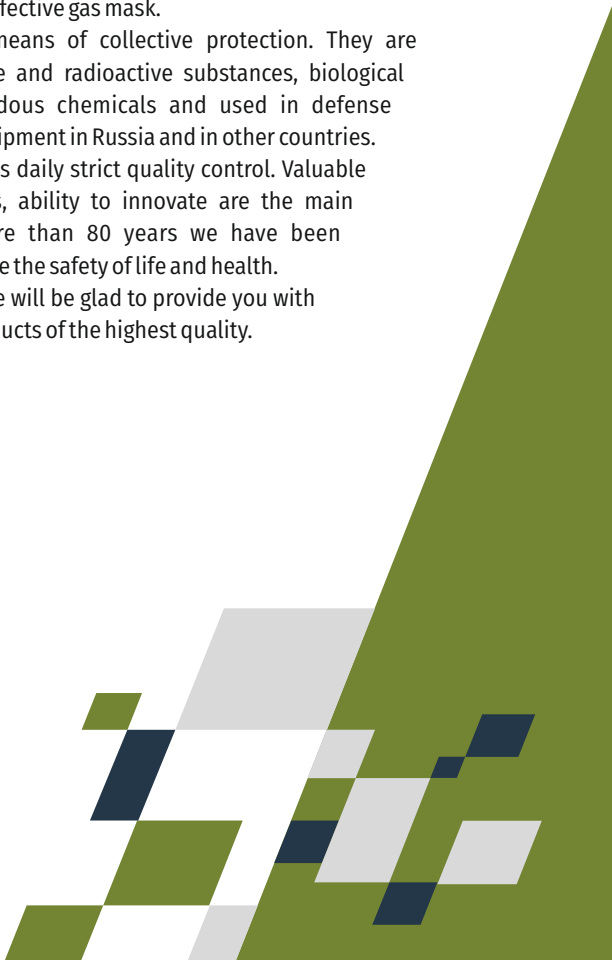 fective gas mask.
means of collective protection. They are
e and radioactive substances, biological
dous chemicals and used in defense
ipment in Russia and in other countries.
s daily strict quality control. Valuable
s, ability to innovate are the main
re than 80 years we have been
e the safety of life and health.
e will be glad to provide you with
ucts of the highest quality.